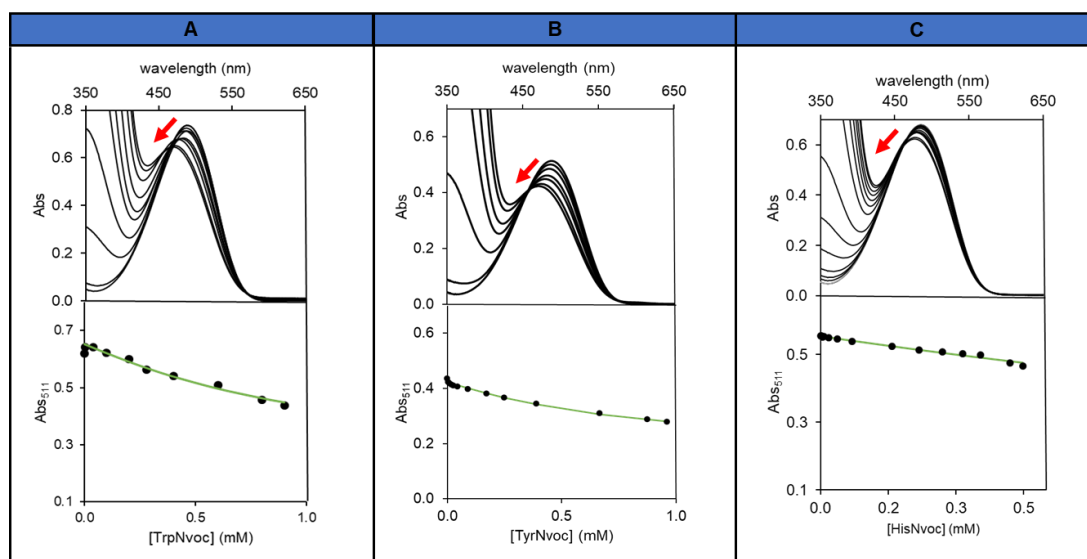 A
B
C
wavelength (nm)
350 450 550 650
0.8
0.6
0.4
0.2
0.0
Abs
0.7
0.5
0.3
0.1
Abs511
0.0 0.5 1.0
[TrpNvoc] (mM)
wavelength (nm)
350 450 550 650
0.6
0.4
0.2
0.0
Abs
0.6
0.4
0.2
0.0
Abs511
0.0 0.5 1.0
[TyrNvoc] (mM)
wavelength (nm)
350 450 550 650
0.6
0.4
0.2
0.0
Abs
0.5
0.3
0.1
Abs511
0.0 0.3 0.5
[HisNvoc] (mM)